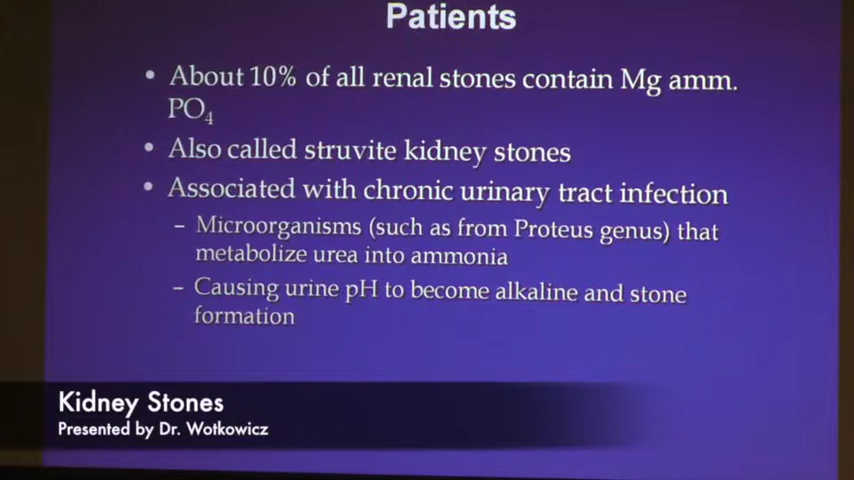 Patients
• About 10% of all renal stones contain Mg amm.
PO₄
• Also called struvite kidney stones
• Associated with chronic urinary tract infection
– Microorganisms (such as from Proteus genus) that
metabolize urea into ammonia
– Causing urine pH to become alkaline and stone
formation
Kidney Stones
Presented by Dr. Wotkowicz